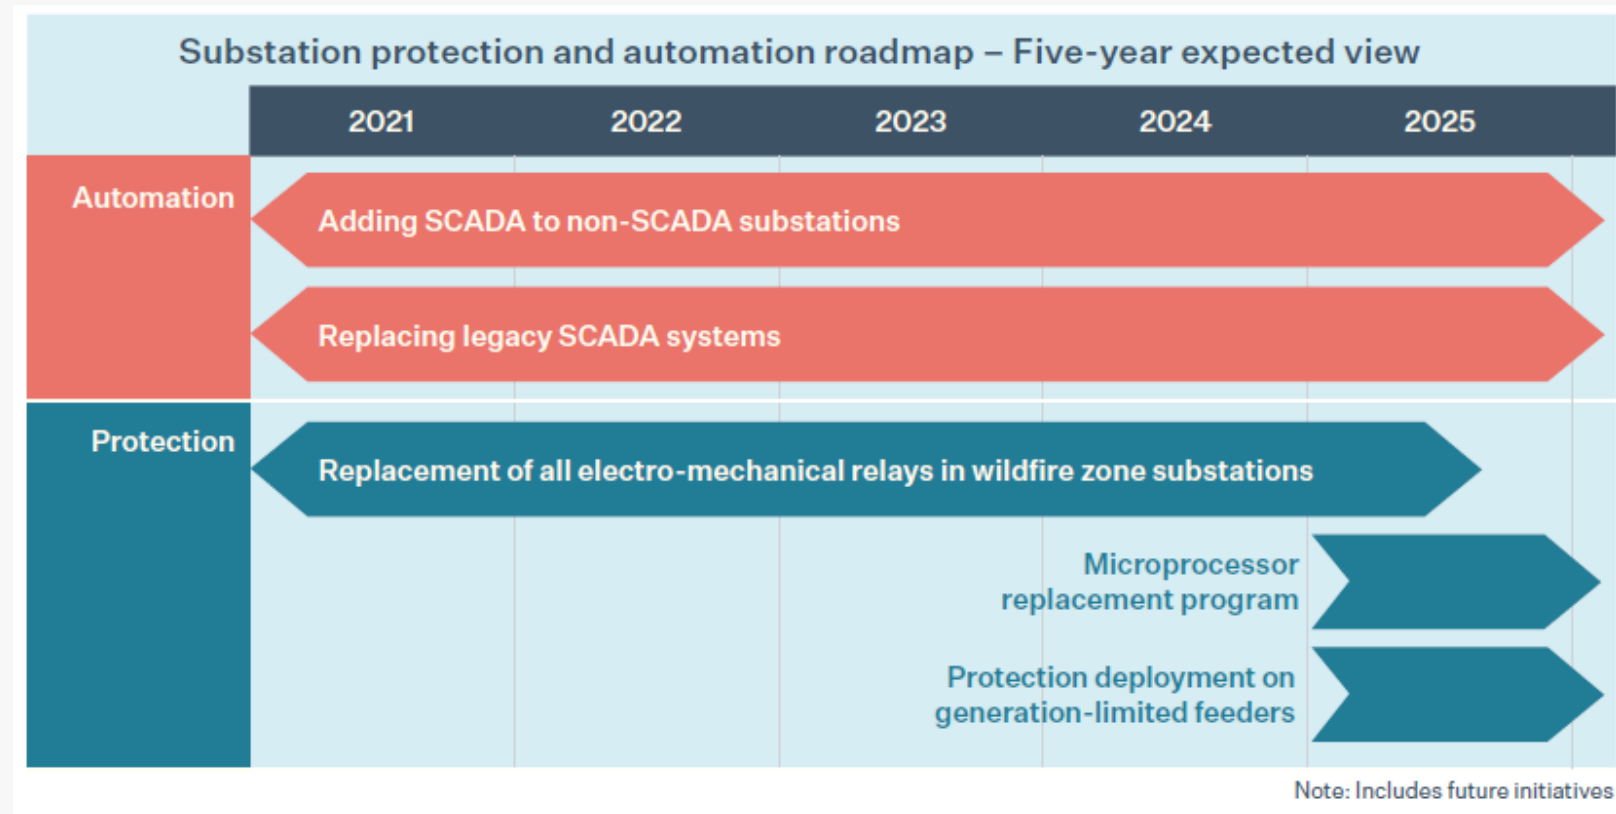 Substation protection and automation roadmap – Five-year expected view
2021 2022 2023 2024 2025
Automation
Adding SCADA to non-SCADA substations
Replacing legacy SCADA systems
Protection
Replacement of all electro-mechanical relays in wildfire zone substations
Microprocessor
replacement program
Protection deployment on
generation-limited feeders
Note: Includes future initiatives